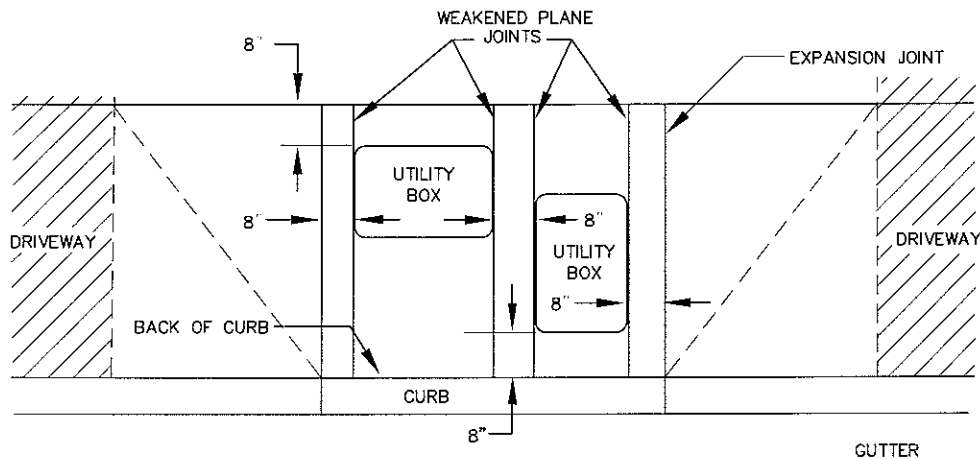 WEAKENED PLANE
JOINTS
8"
EXPANSION JOINT
UTILITY
BOX
8"
8"
DRIVEWAY
UTILITY
BOX
DRIVEWAY
8"
BACK OF CURB
CURB
8"
GUTTER